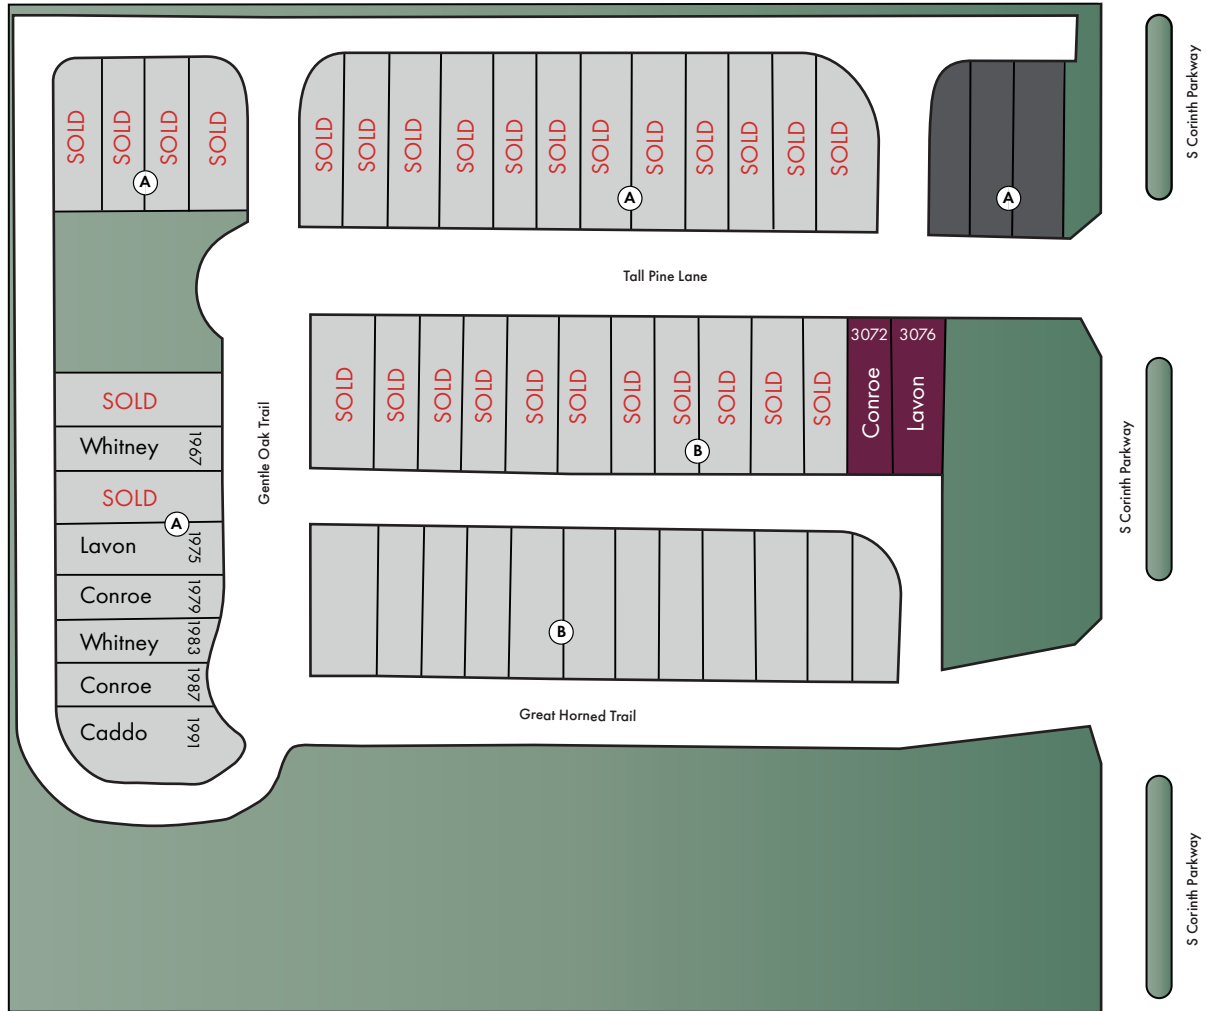 S Corinth Parkway
SOLD
SOLD
SOLD
SOLD
A
SOLD
SOLD
SOLD
SOLD
SOLD
SOLD
SOLD
SOLD
SOLD
SOLD
SOLD
SOLD
A
A
Tall Pine Lane
SOLD
SOLD
SOLD
SOLD
SOLD
SOLD
SOLD
SOLD
SOLD
SOLD
SOLD
3072
Conroe
3076
Lavon
B
Gentle Oak Trail
S Corinth Parkway
SOLD
Whitney 1967
SOLD
A
Lavon 1975
Conroe 1979
Whitney 1983
Conroe 1987
Caddo 1991
B
Great Horned Trail
S Corinth Parkway